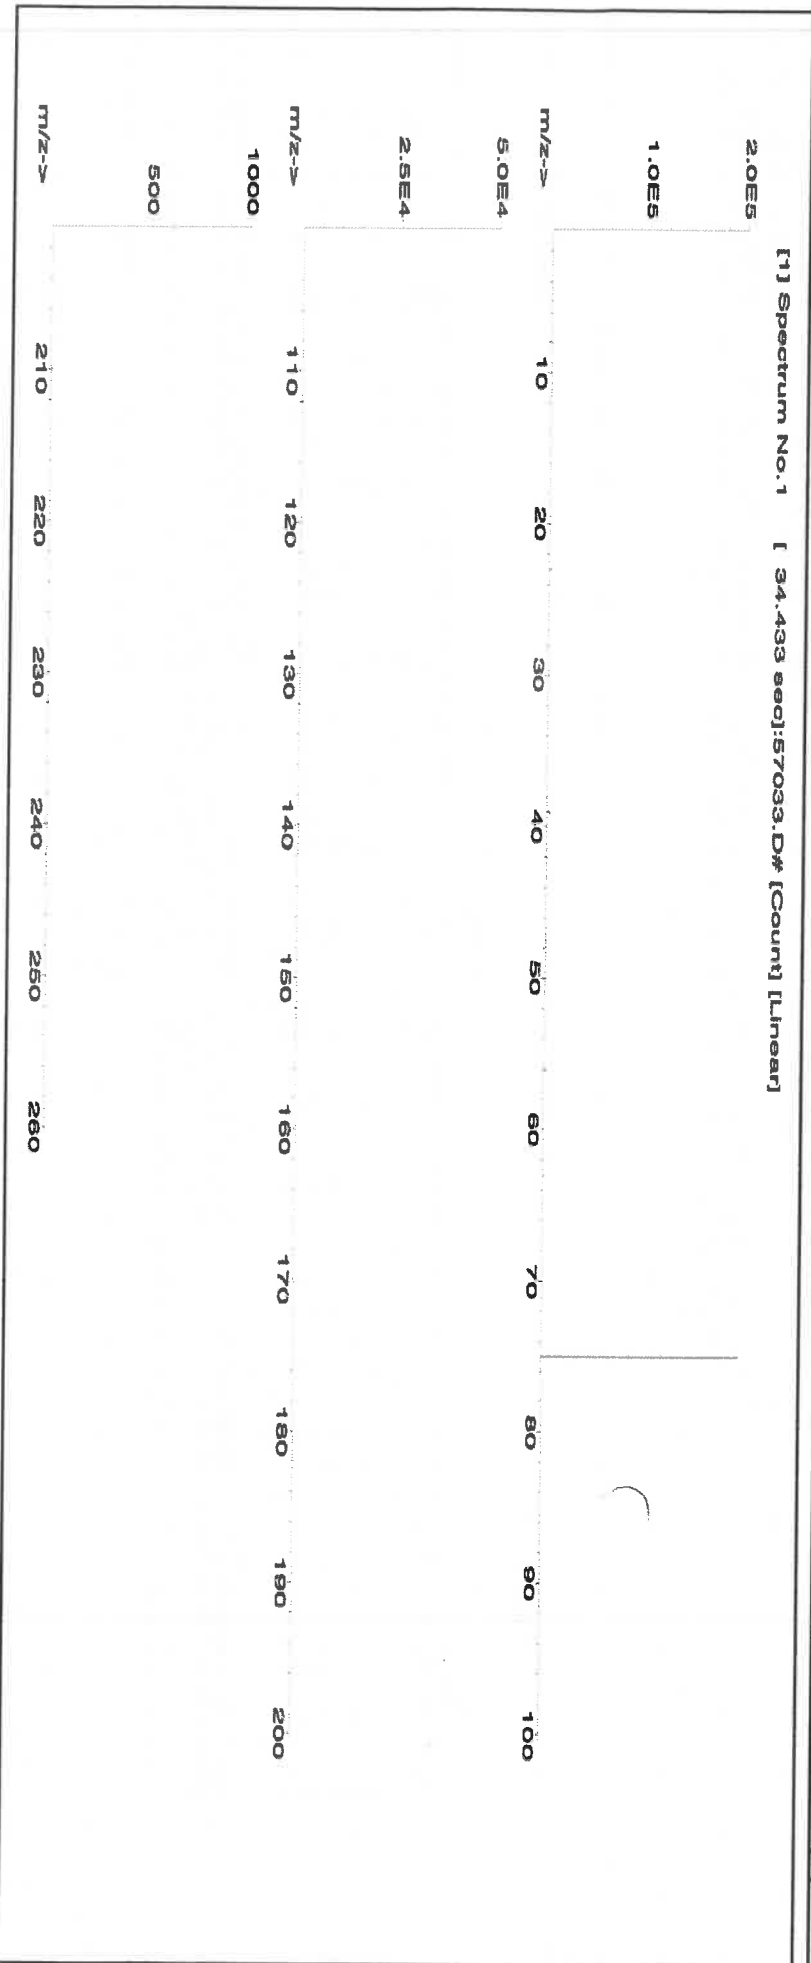 [1] Spectrum No.1 [ 34.433 sec]:57033.D# [Count] [Linear]
2.0E5
1.0E5
m/z-> 10 20 30 40 50 60 70 80 90 100
5.0E4
2.5E4
m/z-> 110 120 130 140 150 160 170 180 190 200
1000
500
m/z-> 210 220 230 240 250 260